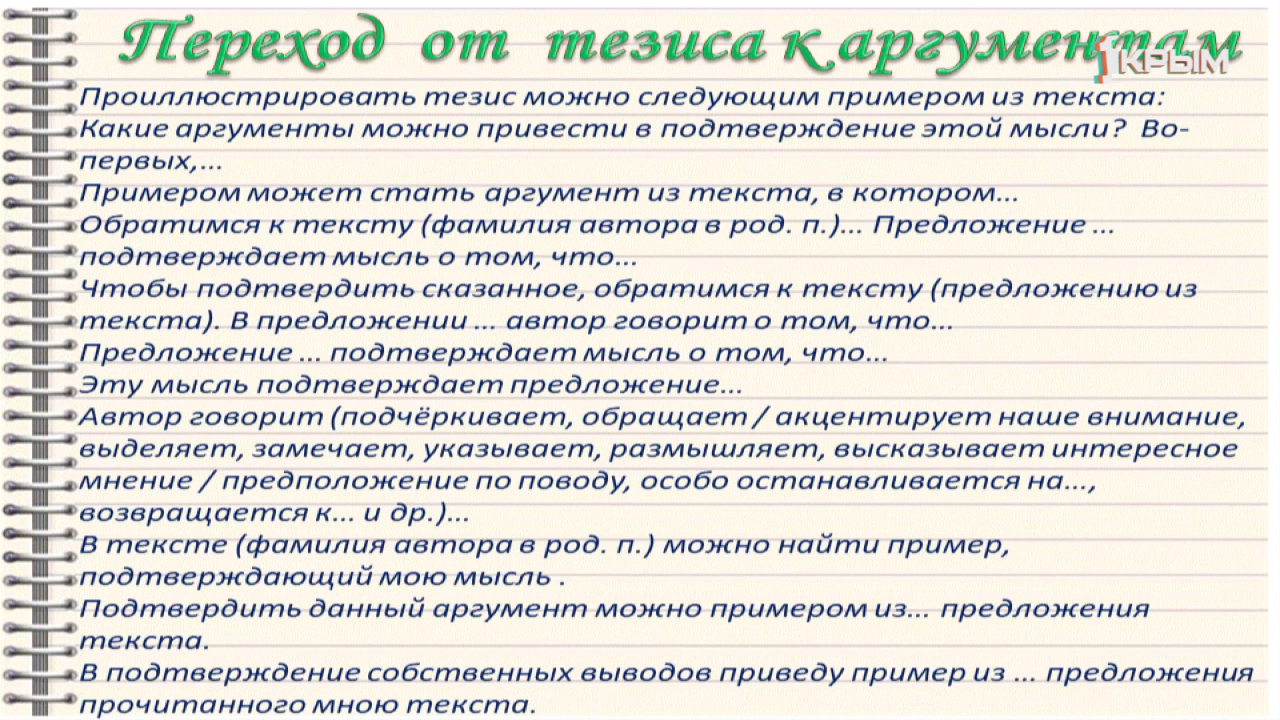 Переход от тезиса к аргументам
1КРЫМ
Проиллюстрировать тезис можно следующим примером из текста:
Какие аргументы можно привести в подтверждение этой мысли? Во-
первых,...
Примером может стать аргумент из текста, в котором...
Обратимся к тексту (фамилия автора в род. п.)... Предложение ...
подтверждает мысль о том, что...
Чтобы подтвердить сказанное, обратимся к тексту (предложению из
текста). В предложении ... автор говорит о том, что...
Предложение ... подтверждает мысль о том, что...
Эту мысль подтверждает предложение...
Автор говорит (подчёркивает, обращает / акцентирует наше внимание,
выделяет, замечает, указывает, размышляет, высказывает интересное
мнение / предположение по поводу, особо останавливается на...,
возвращается к... и др.)...
В тексте (фамилия автора в род. п.) можно найти пример,
подтверждающий мою мысль .
Подтвердить данный аргумент можно примером из... предложения
текста.
В подтверждение собственных выводов приведу пример из ... предложения
прочитанного мною текста.